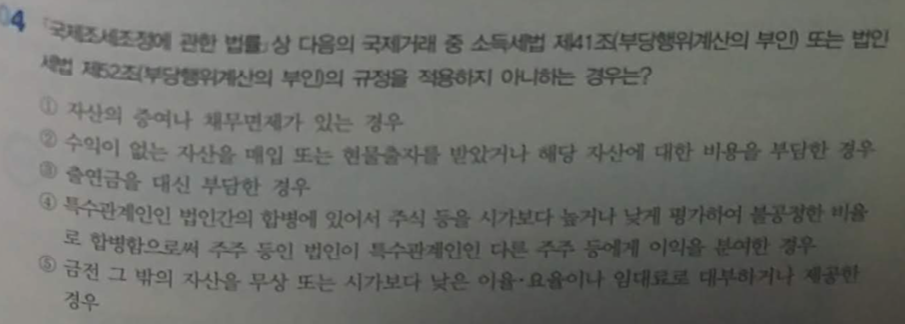 04 「국제조세조정에 관한 법률」상 다음의 국제거래 중 소득세법 제41조(부당행위계산의 부인) 또는 법인
세법 제52조(부당행위계산의 부인)의 규정을 적용하지 아니하는 경우는?
① 자산의 증여나 채무면제가 있는 경우
② 수익이 없는 자산을 매입 또는 현물출자를 받았거나 해당 자산에 대한 비용을 부담한 경우
③ 출연금을 대신 부담한 경우
④ 특수관계인인 법인간의 합병에 있어서 주식 등을 시가보다 높거나 낮게 평가하여 불공정한 비율
로 합병함으로써 주주 등인 법인이 특수관계인인 다른 주주 등에게 이익을 분여한 경우
⑤ 금전 그 밖의 자산을 무상 또는 시가보다 낮은 이율·요율이나 임대료로 대부하거나 제공한
경우